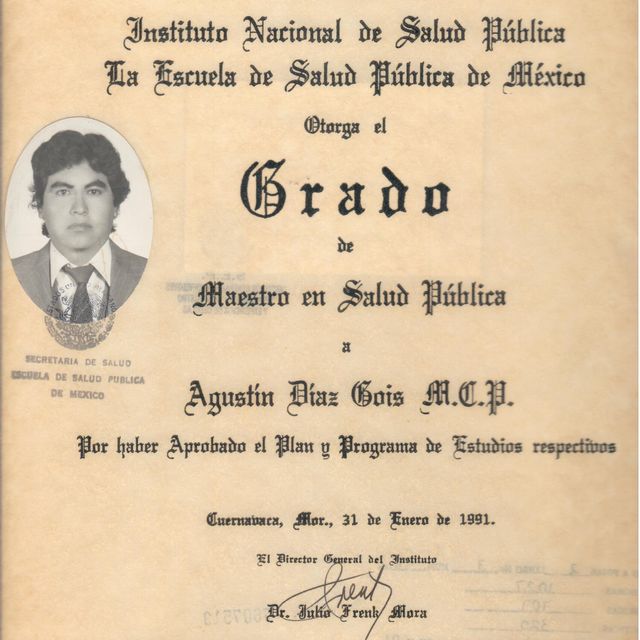 Instituto Nacional de Salud Pública
La Escuela de Salud Pública de México
Otorga el
Grado
de
Maestro en Salud Pública
a
Agustín Díaz Gois M.C.P.
Por haber Aprobado el Plan y Programa de Estudios respectivos
SECRETARIA DE SALUD
ESCUELA DE SALUD PUBLICA
DE MEXICO
Cuernavaca, Mor., 31 de Enero de 1991.
El Director General del Instituto
Dr. Julio Frenk Mora